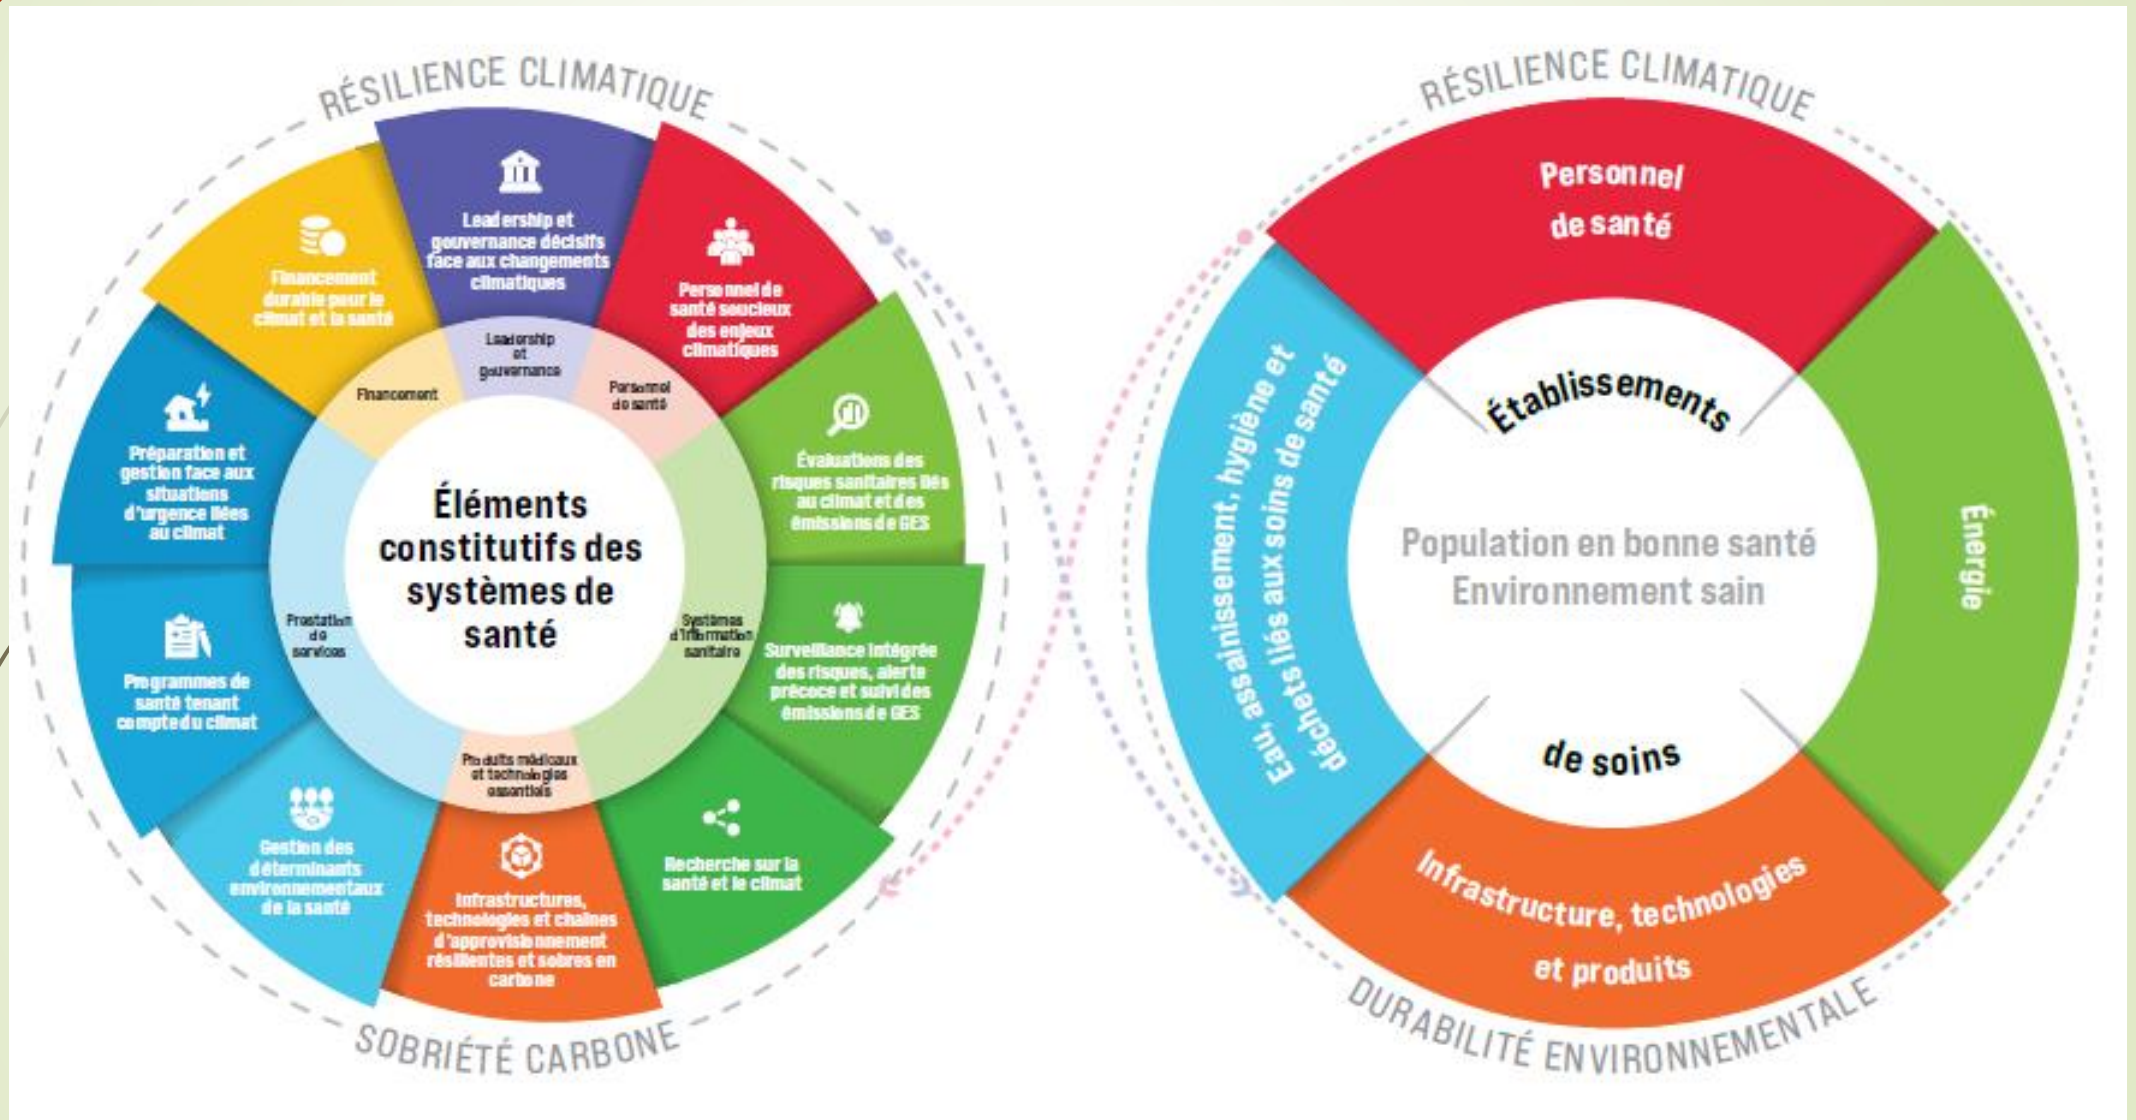 RÉSILIENCE CLIMATIQUE
Leadership et
gouvernance décisifs
face aux changements
climatiques
Personnel de
santé soucieux
des enjeux
climatiques
Évaluations des
risques sanitaires liés
au climat et des
émissions de GES
Surveillance intégrée
des risques, alerte
précoce et suivi des
émissions de GES
Recherche sur la
santé et le climat
Infrastructures,
technologies et chaînes
d'approvisionnement
résilientes et sobres en
carbone
Gestion des
déterminants
environnementaux
de la santé
Programmes de
santé tenant
compte du climat
Préparation et
gestion face aux
situations
d'urgence liées
au climat
Financement
durable pour le
climat et la santé
Leadership
et
gouvernance
Personnel
de santé
Systèmes
d'information
sanitaire
Produits médicaux
et technologies
essentiels
Prestation
de
services
Financement
Éléments
constitutifs des
systèmes de
santé
SOBRIÉTÉ CARBONE
RÉSILIENCE CLIMATIQUE
Personnel
de santé
Énergie
Infrastructure, technologies
et produits
Eau, assainissement, hygiène et
déchets liés aux soins de santé
Établissements
Population en bonne santé
Environnement sain
de soins
DURABILITÉ ENVIRONNEMENTALE